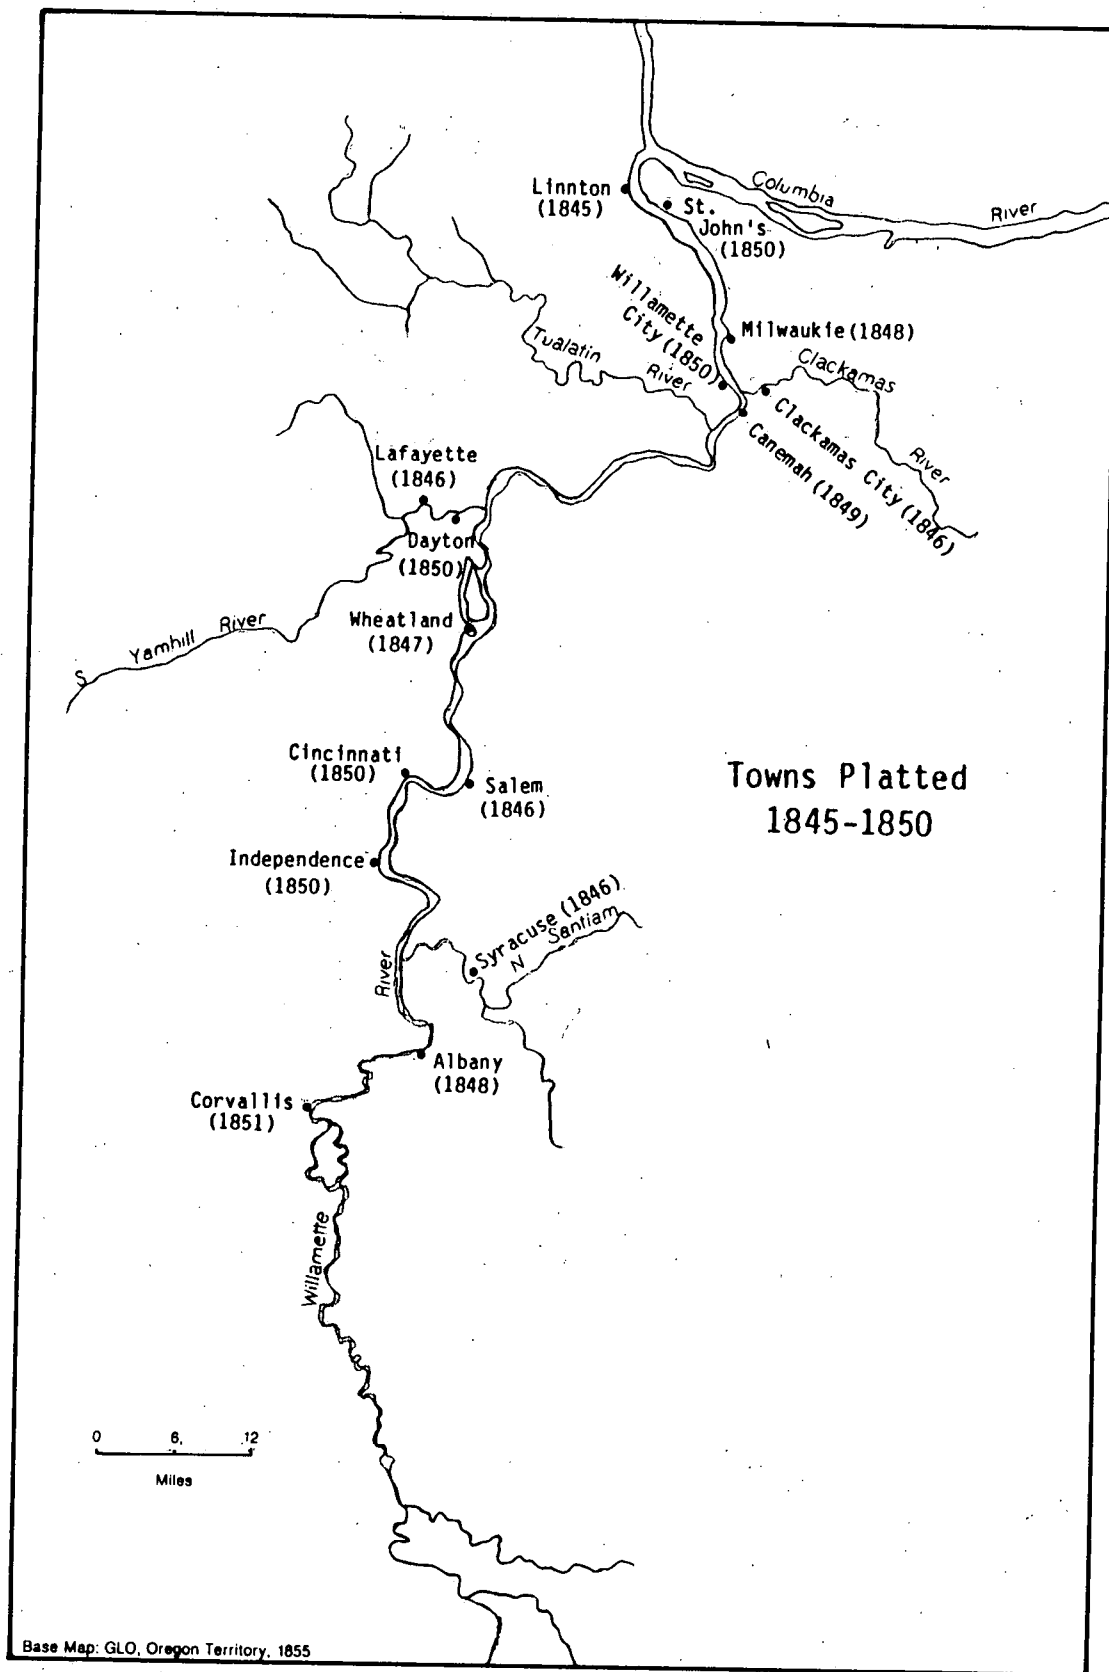 Columbia
River
Linnton
(1845)
St.
John's
(1850)
Willamette
City (1850)
Milwaukie (1848)
Tualatin
River
Clackamas
River
Clackamas City (1846)
Canemah (1849)
Lafayette
(1846)
Dayton
(1850)
Wheatland
(1847)
S Yamhill River
Cincinnati
(1850)
Salem
(1846)
Towns Platted
1845-1850
Independence
(1850)
Syracuse (1846)
N Santiam
River
Albany
(1848)
Corvallis
(1851)
Willamette
0 6 12
Miles
Base Map: GLO, Oregon Territory, 1855